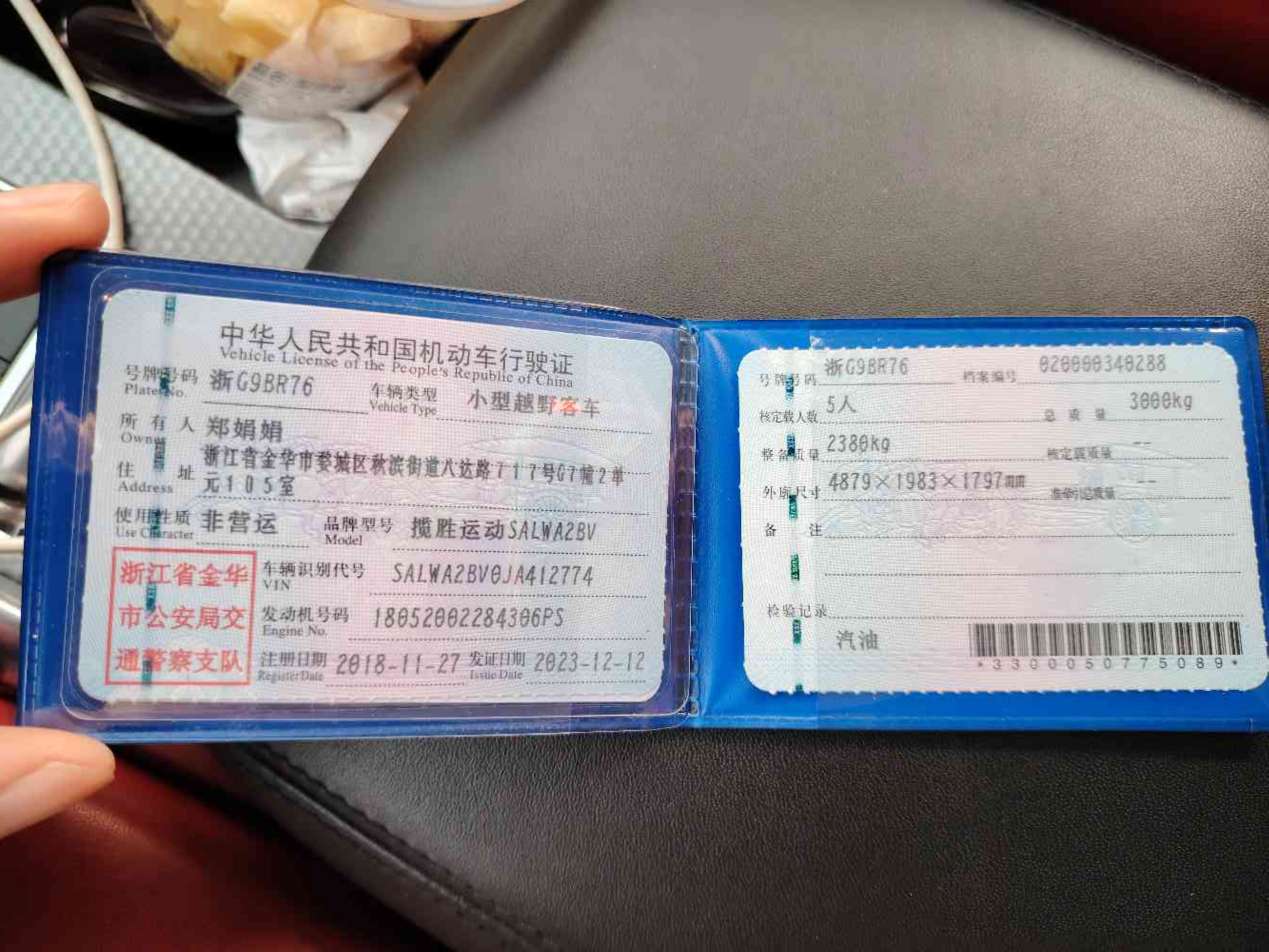 中华人民共和国机动车行驶证
Vehicle License of the People's Republic of China
号牌号码 浙G9BR76 车辆类型 小型越野客车
Plate No. Vehicle Type
所有人 郑娟娟
Owner
住址 浙江省金华市婺城区秋滨街道八达路717号G7幢2单
Address 元105室
使用性质 非营运 品牌型号 揽胜运动SALWA2BV
Use Character Model
浙江省金华
市公安局交
通警察支队
车辆识别代号 SALWA2BV0JA412774
VIN
发动机号码 18052002284306PS
Engine No.
注册日期 2018-11-27 发证日期 2023-12-12
Register Date Issue Date
号牌号码 浙G9BR76 档案编号 020000340288
核定载人数 5人 总质量 3000kg
整备质量 2380kg 核定载质量 --
外廓尺寸 4879×1983×1797mm 准牵引总质量 --
备注
检验记录
汽油
*3300050775089*